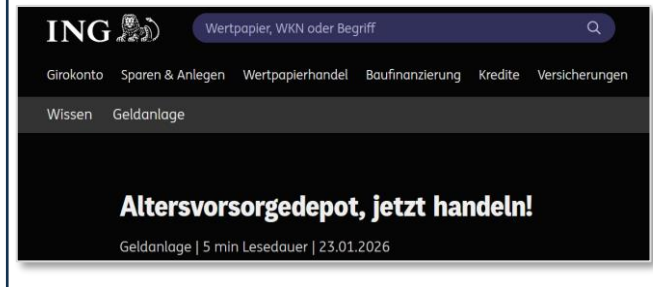 ING
Wertpapier, WKN oder Begriff
Girokonto Sparen & Anlegen Wertpapierhandel Baufinanzierung Kredite Versicherungen
Wissen Geldanlage
Altersvorsorgedepot, jetzt handeln!
Geldanlage | 5 min Lesedauer | 23.01.2026